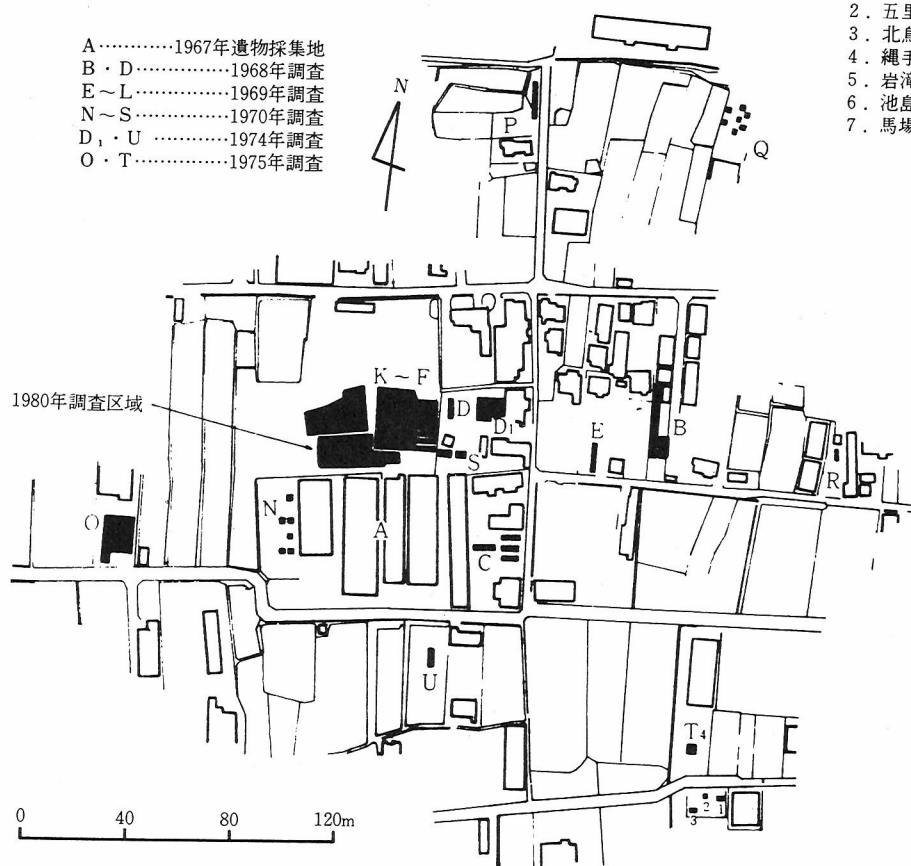 A…………1967年遺物採集地
B・D……………1968年調査
E～L……………1969年調査
N～S……………1970年調査
D₁・U……………1974年調査
O・T……………1975年調査
2．五里
3．北鳥
4．縄手
5．岩滝
6．池島
7．馬場
N
P
Q
K～F
1980年調査区域
D
D₁
E
B
S
R
N
A
O
C
U
T₄
2
1
3
0 40 80 120m